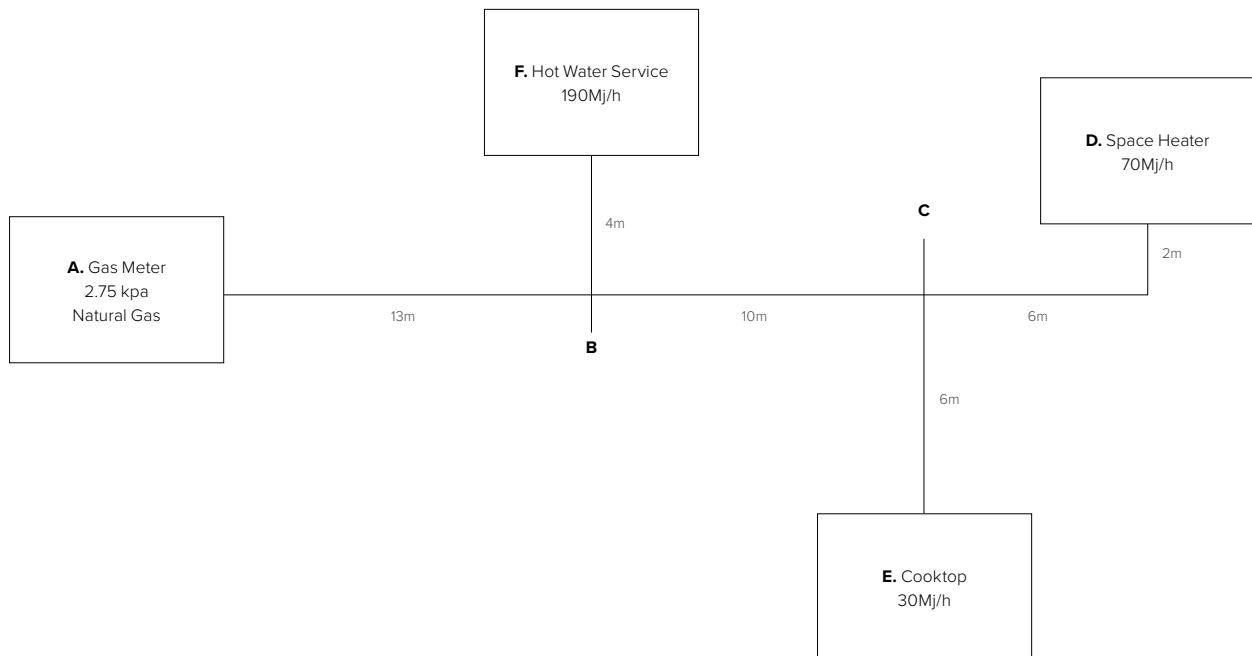 F. Hot Water Service
190Mj/h
D. Space Heater
70Mj/h
C
4m
2m
A. Gas Meter
2.75 kpa
Natural Gas
13m
10m
6m
B
6m
E. Cooktop
30Mj/h